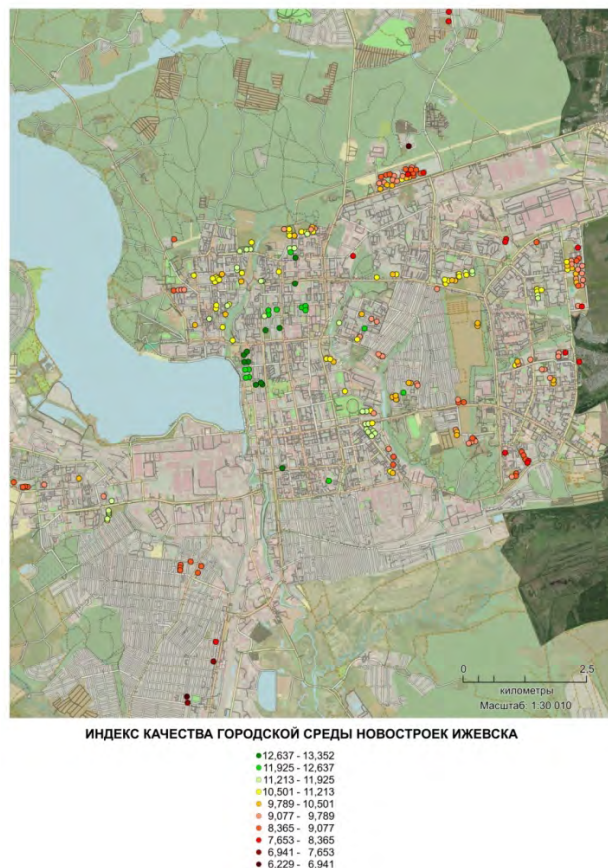 0 2,5
километры
Масштаб: 1:30 010
ИНДЕКС КАЧЕСТВА ГОРОДСКОЙ СРЕДЫ НОВОСТРОЕК ИЖЕВСКА
12,637 - 13,352
11,925 - 12,637
11,213 - 11,925
10,501 - 11,213
9,789 - 10,501
9,077 - 9,789
8,365 - 9,077
7,653 - 8,365
6,941 - 7,653
6,229 - 6,941